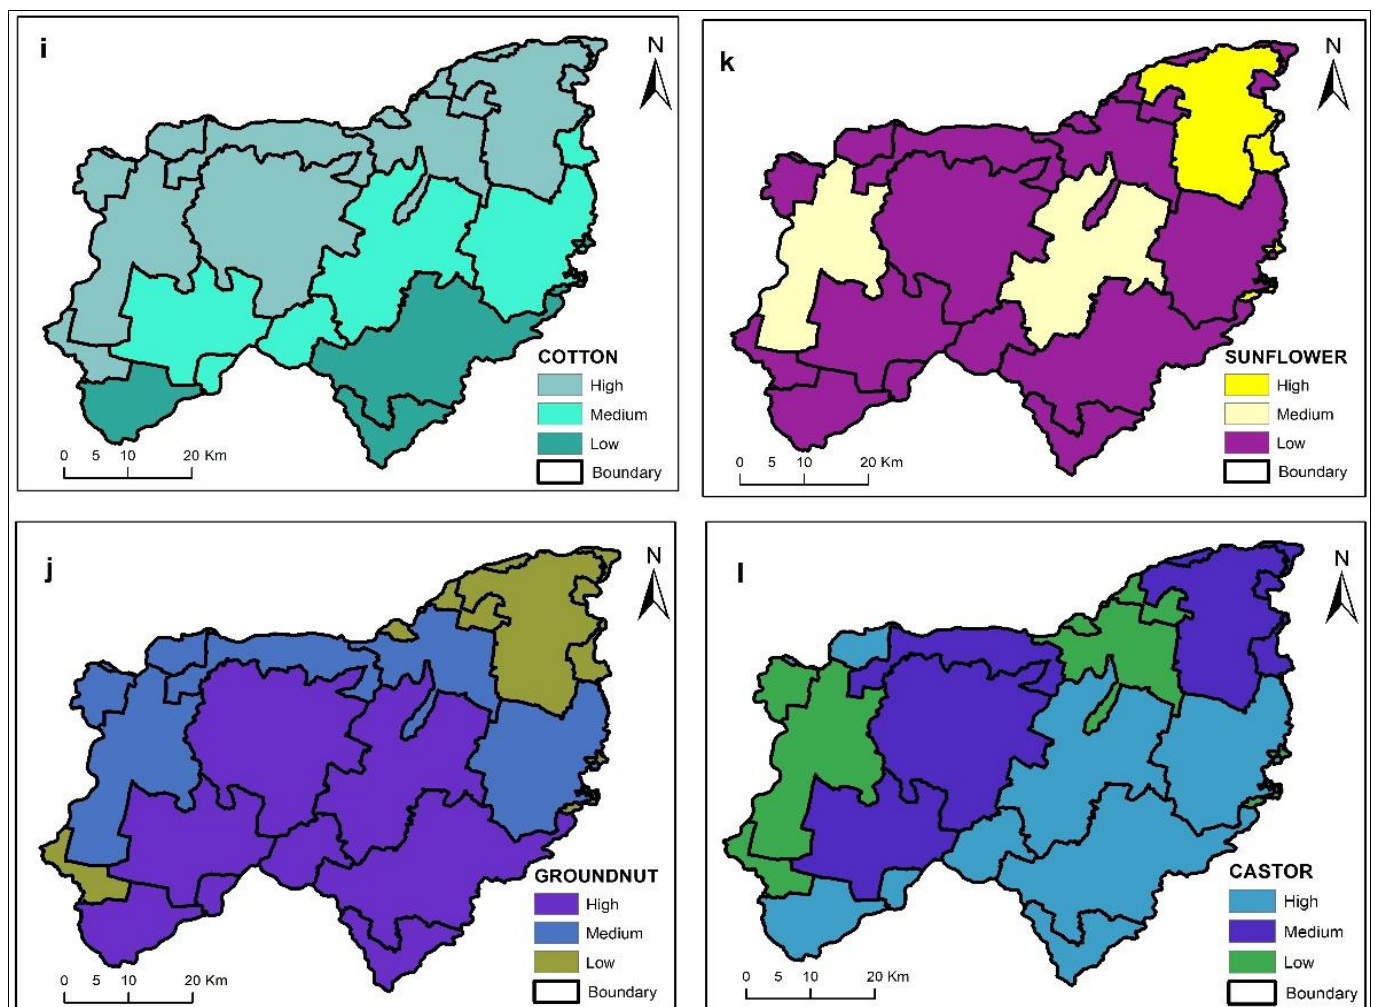 i
N
COTTON
High
Medium
Low
Boundary
0 5 10 20 Km
k
N
SUNFLOWER
High
Medium
Low
Boundary
0 5 10 20 Km
j
N
GROUNDNUT
High
Medium
Low
Boundary
0 5 10 20 Km
l
N
CASTOR
High
Medium
Low
Boundary
0 5 10 20 Km